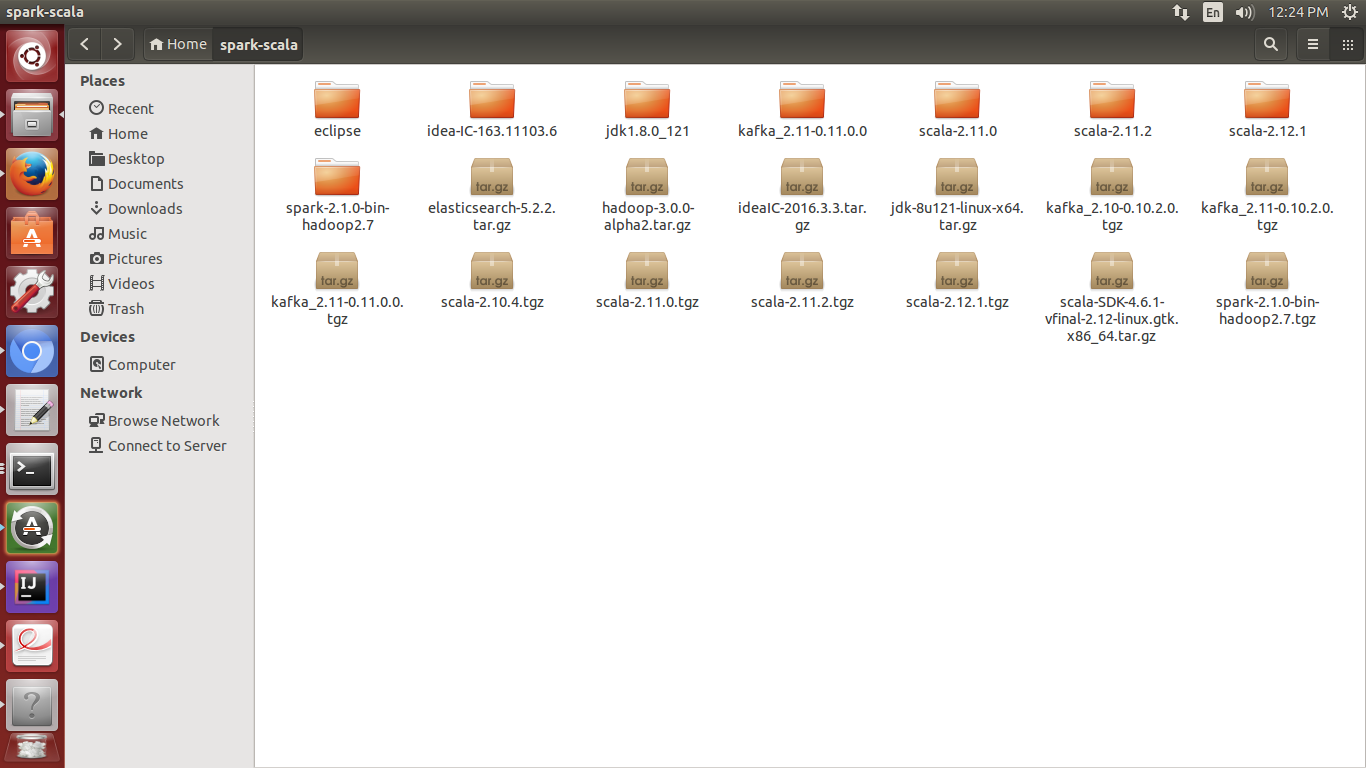 spark-scala
En
12:24 PM
Home
spark-scala
Places
Recent
Home
Desktop
Documents
Downloads
Music
Pictures
Videos
Trash
Devices
Computer
Network
Browse Network
Connect to Server
eclipse
idea-IC-163.11103.6
jdk1.8.0_121
kafka_2.11-0.11.0.0
scala-2.11.0
scala-2.11.2
scala-2.12.1
spark-2.1.0-bin-
hadoop2.7
tar.gz
elasticsearch-5.2.2.
tar.gz
tar.gz
hadoop-3.0.0-
alpha2.tar.gz
tar.gz
ideaIC-2016.3.3.tar.
gz
tar.gz
jdk-8u121-linux-x64.
tar.gz
tar.gz
kafka_2.10-0.10.2.0.
tgz
tar.gz
kafka_2.11-0.10.2.0.
tgz
tar.gz
kafka_2.11-0.11.0.0.
tgz
tar.gz
scala-2.10.4.tgz
tar.gz
scala-2.11.0.tgz
tar.gz
scala-2.11.2.tgz
tar.gz
scala-2.12.1.tgz
tar.gz
scala-SDK-4.6.1-
vfinal-2.12-linux.gtk.
x86_64.tar.gz
tar.gz
spark-2.1.0-bin-
hadoop2.7.tgz
IJ